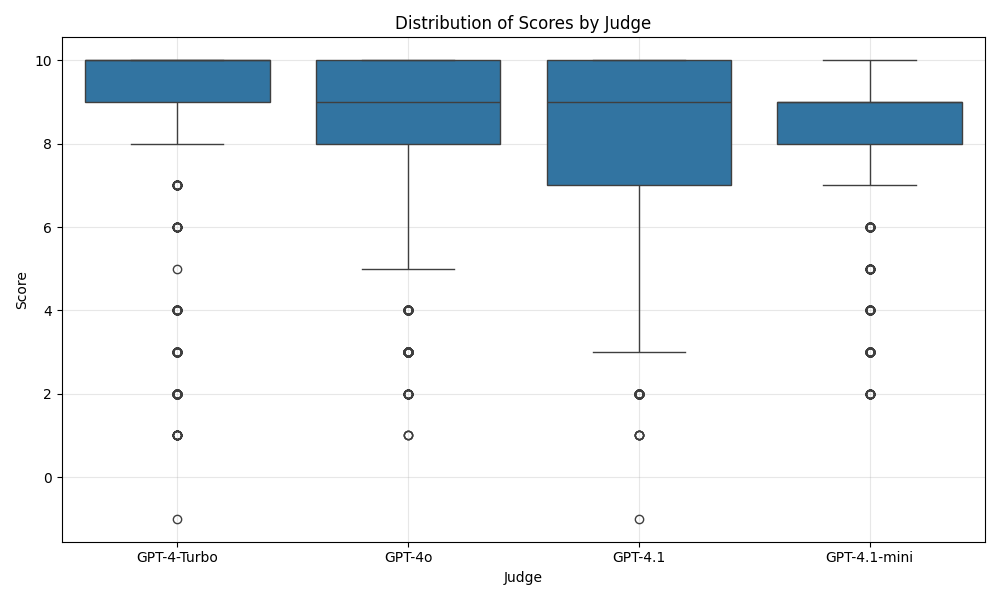 Distribution of Scores by Judge
Score
10
8
6
4
2
0
GPT-4-Turbo
GPT-4o
GPT-4.1
GPT-4.1-mini
Judge